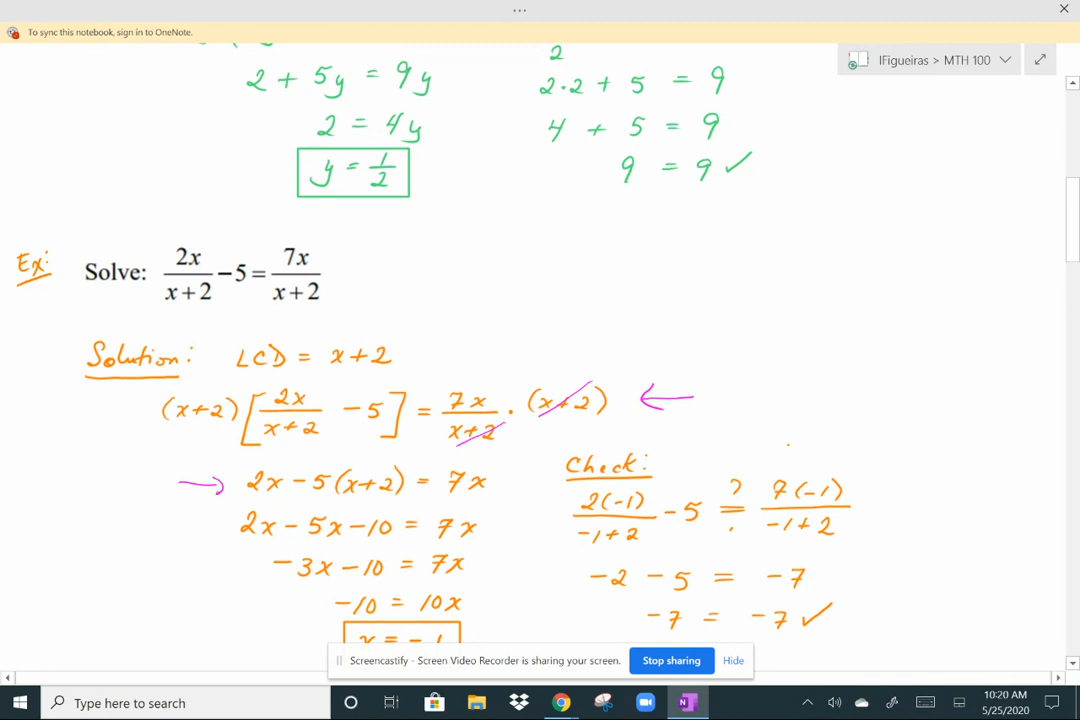 To sync this notebook, sign in to OneNote.
IFigueiras > MTH 100
2 + 5y = 9y
2 = 4y
y = 1/2
2
2·2 + 5 = 9
4 + 5 = 9
9 = 9 ✓
Ex:
Solve: 2x/(x+2) − 5 = 7x/(x+2)
Solution: LCD = x+2
(x+2)[2x/(x+2) − 5] = 7x/(x+2) · (x+2) ←
→ 2x − 5(x+2) = 7x
2x − 5x − 10 = 7x
−3x − 10 = 7x
−10 = 10x
x = −1
Check:
2(−1)/(−1+2) − 5 ?=? 7(−1)/(−1+2)
−2 − 5 = −7
−7 = −7 ✓
Screencastify - Screen Video Recorder is sharing your screen.
Stop sharing
Hide
Type here to search
10:20 AM
5/25/2020